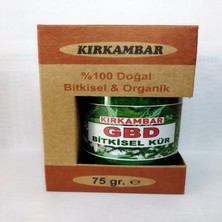 KIRKAMBAR
%100 Doğal
Bitkisel & Organik
KIRKAMBAR
GBD
BİTKİSEL KÜR
75 gr. ℮